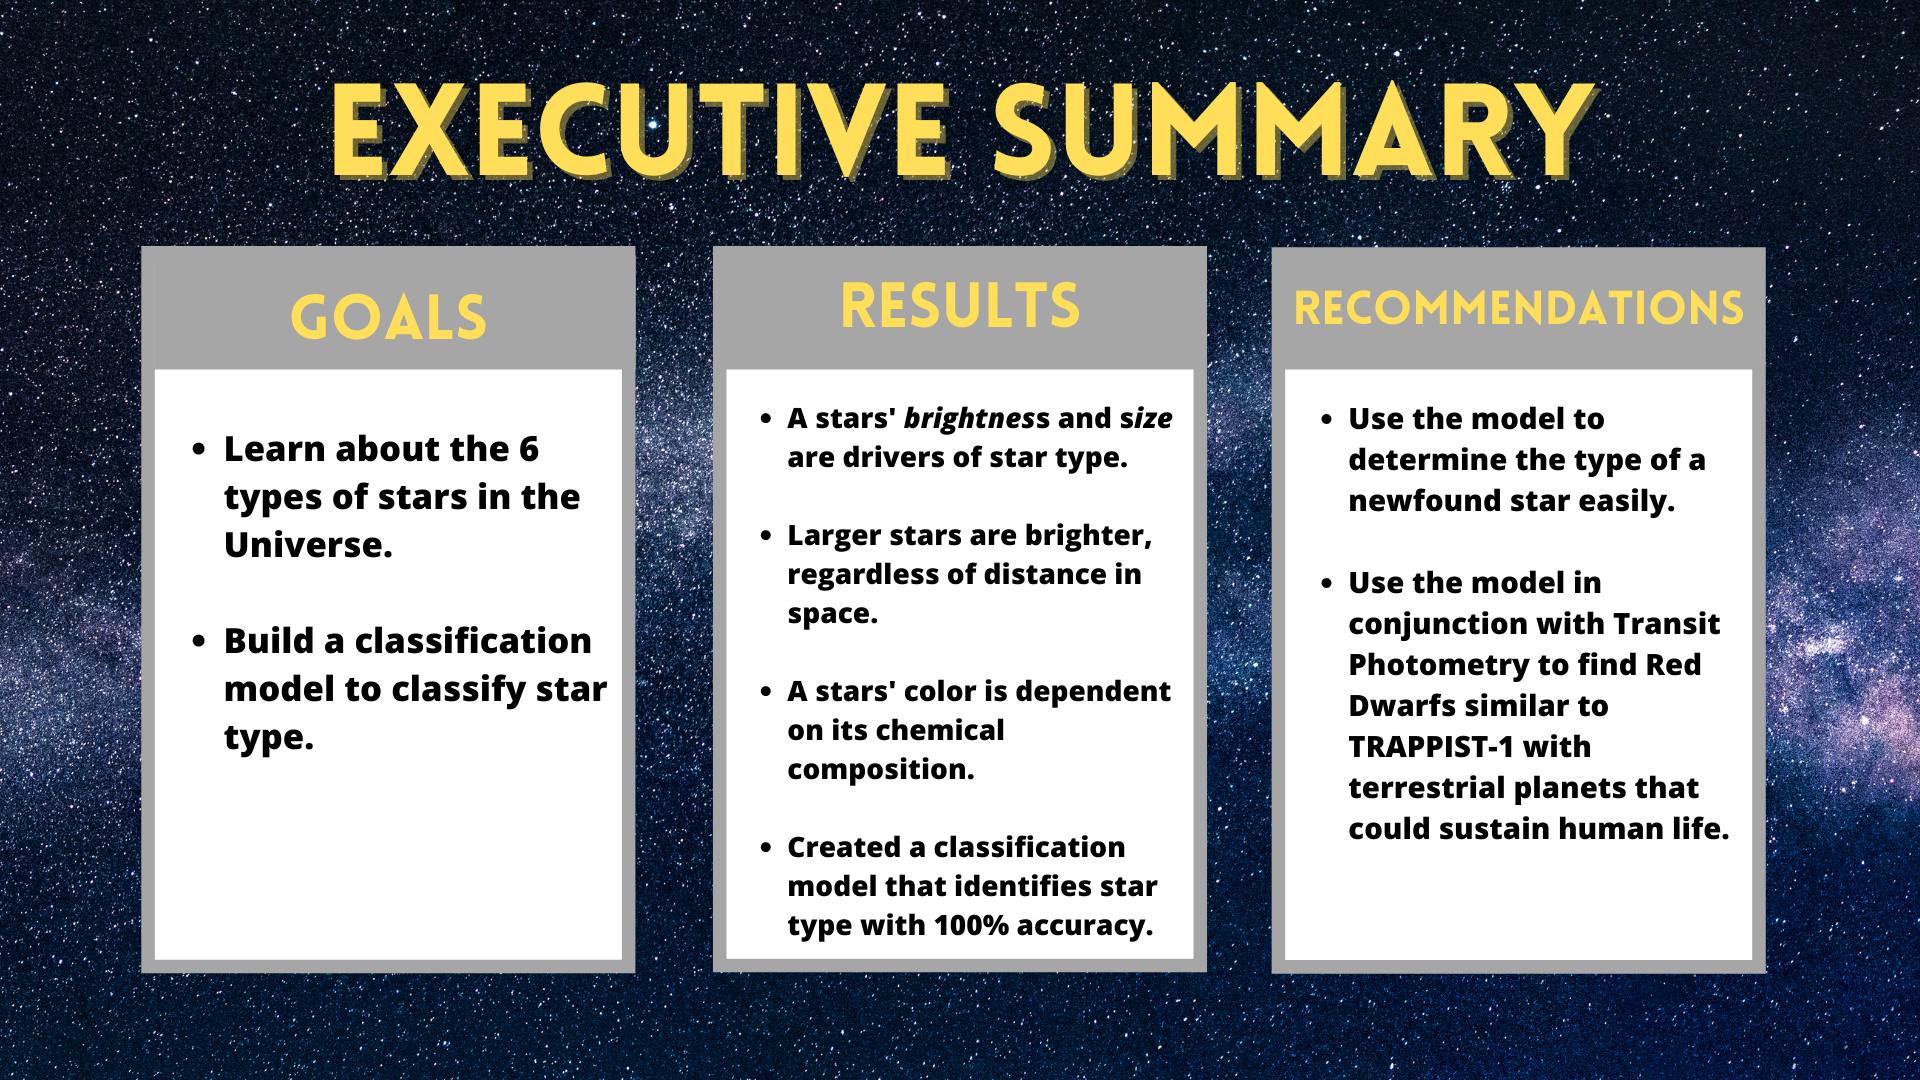 EXECUTIVE SUMMARY
GOALS
• Learn about the 6
types of stars in the
Universe.
• Build a classification
model to classify star
type.
RESULTS
• A stars' brightness and size
are drivers of star type.
• Larger stars are brighter,
regardless of distance in
space.
• A stars' color is dependent
on its chemical
composition.
• Created a classification
model that identifies star
type with 100% accuracy.
RECOMMENDATIONS
• Use the model to
determine the type of a
newfound star easily.
• Use the model in
conjunction with Transit
Photometry to find Red
Dwarfs similar to
TRAPPIST-1 with
terrestrial planets that
could sustain human life.